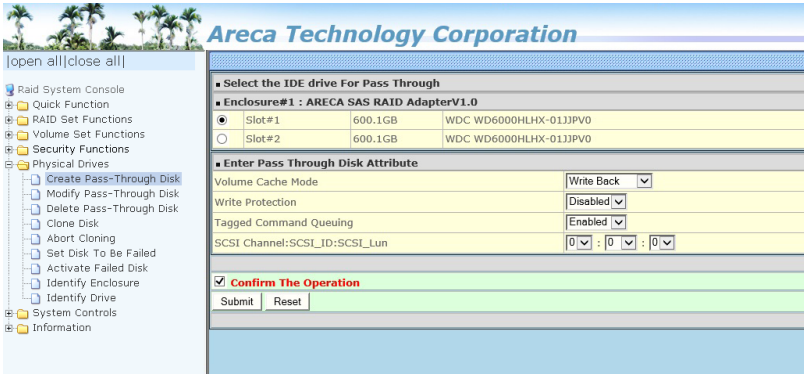 Areca Technology Corporation
|open all|close all|
Raid System Console
Quick Function
RAID Set Functions
Volume Set Functions
Security Functions
Physical Drives
Create Pass-Through Disk
Modify Pass-Through Disk
Delete Pass-Through Disk
Clone Disk
Abort Cloning
Set Disk To Be Failed
Activate Failed Disk
Identify Enclosure
Identify Drive
System Controls
Information
Select the IDE drive For Pass Through
Enclosure#1 : ARECA SAS RAID AdapterV1.0
Slot#1 600.1GB WDC WD6000HLHX-01JJPV0
Slot#2 600.1GB WDC WD6000HLHX-01JJPV0
Enter Pass Through Disk Attribute
Volume Cache Mode Write Back
Write Protection Disabled
Tagged Command Queuing Enabled
SCSI Channel:SCSI_ID:SCSI_Lun 0 : 0 : 0
Confirm The Operation
Submit Reset